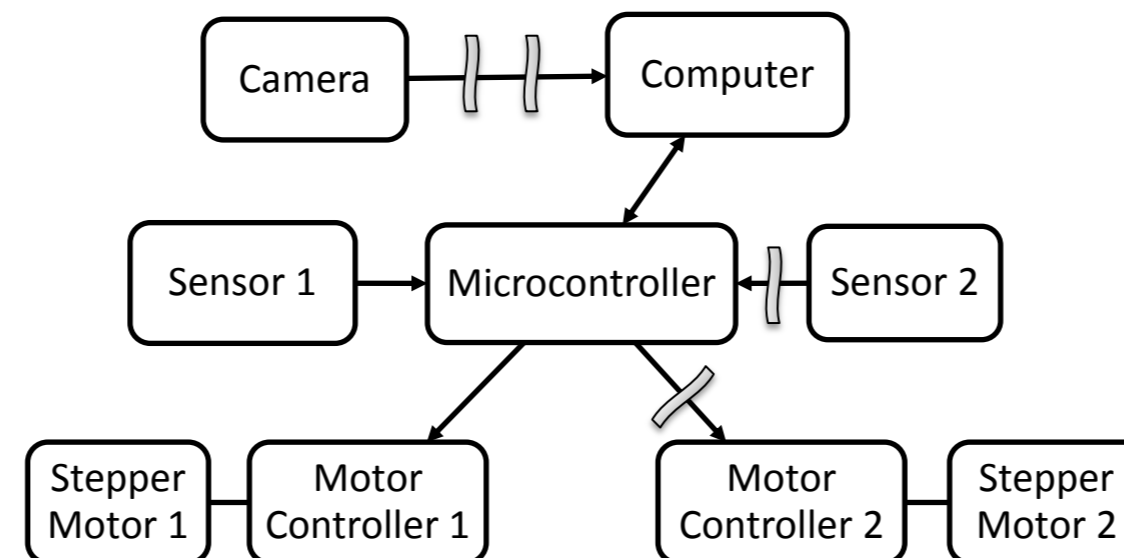 Camera
Computer
Sensor 1
Microcontroller
Sensor 2
Stepper
Motor 1
Motor
Controller 1
Motor
Controller 2
Stepper
Motor 2